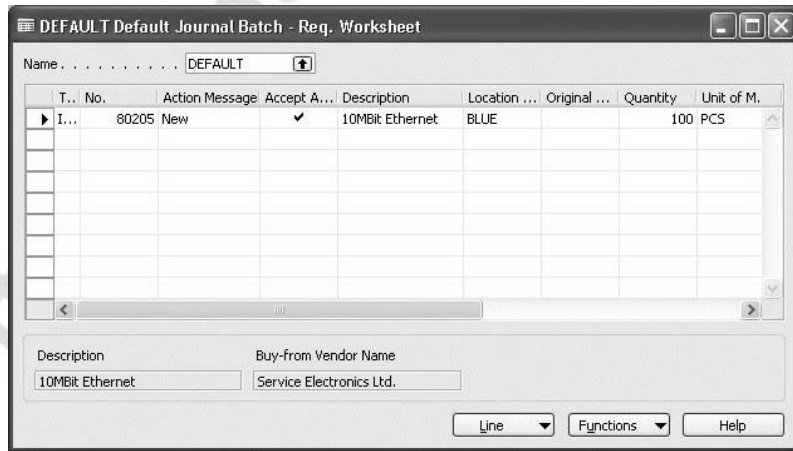 DEFAULT Default Journal Batch - Req. Worksheet
Name . . . . . . . . . . DEFAULT
T.. No. Action Message Accept A... Description Location ... Original ... Quantity Unit of M.
I... 80205 New 10MBit Ethernet BLUE 100 PCS
Description Buy-from Vendor Name
10MBit Ethernet Service Electronics Ltd.
Line Functions Help